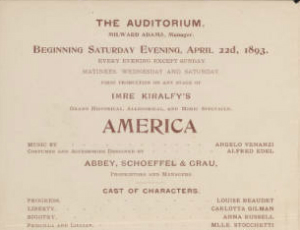 THE AUDITORIUM.
MILWARD ADAMS, Manager.
BEGINNING SATURDAY EVENING, APRIL 22d, 1893.
EVERY EVENING EXCEPT SUNDAY
MATINEES WEDNESDAY AND SATURDAY.
FIRST PRODUCTION ON ANY STAGE OF
IMRE KIRALFY'S
GRAND HISTORICAL, ALLEGORICAL, AND SPECTACLE,
AMERICA
MUSIC BY ANGELO VENANZI
COSTUMES AND ACCESSORIES DESIGNED BY ALFRED EDEL
ABBEY, SCHOEFFEL & GRAU,
PROPRIETORS AND MANAGERS.
CAST OF CHARACTERS.
PROGRESS, LOUISE BEAUDET
LIBERTY, CARLOTTA GILMAN
BIGOTRY, ANNA RUSSELL
MLLE. STOCCHETTI